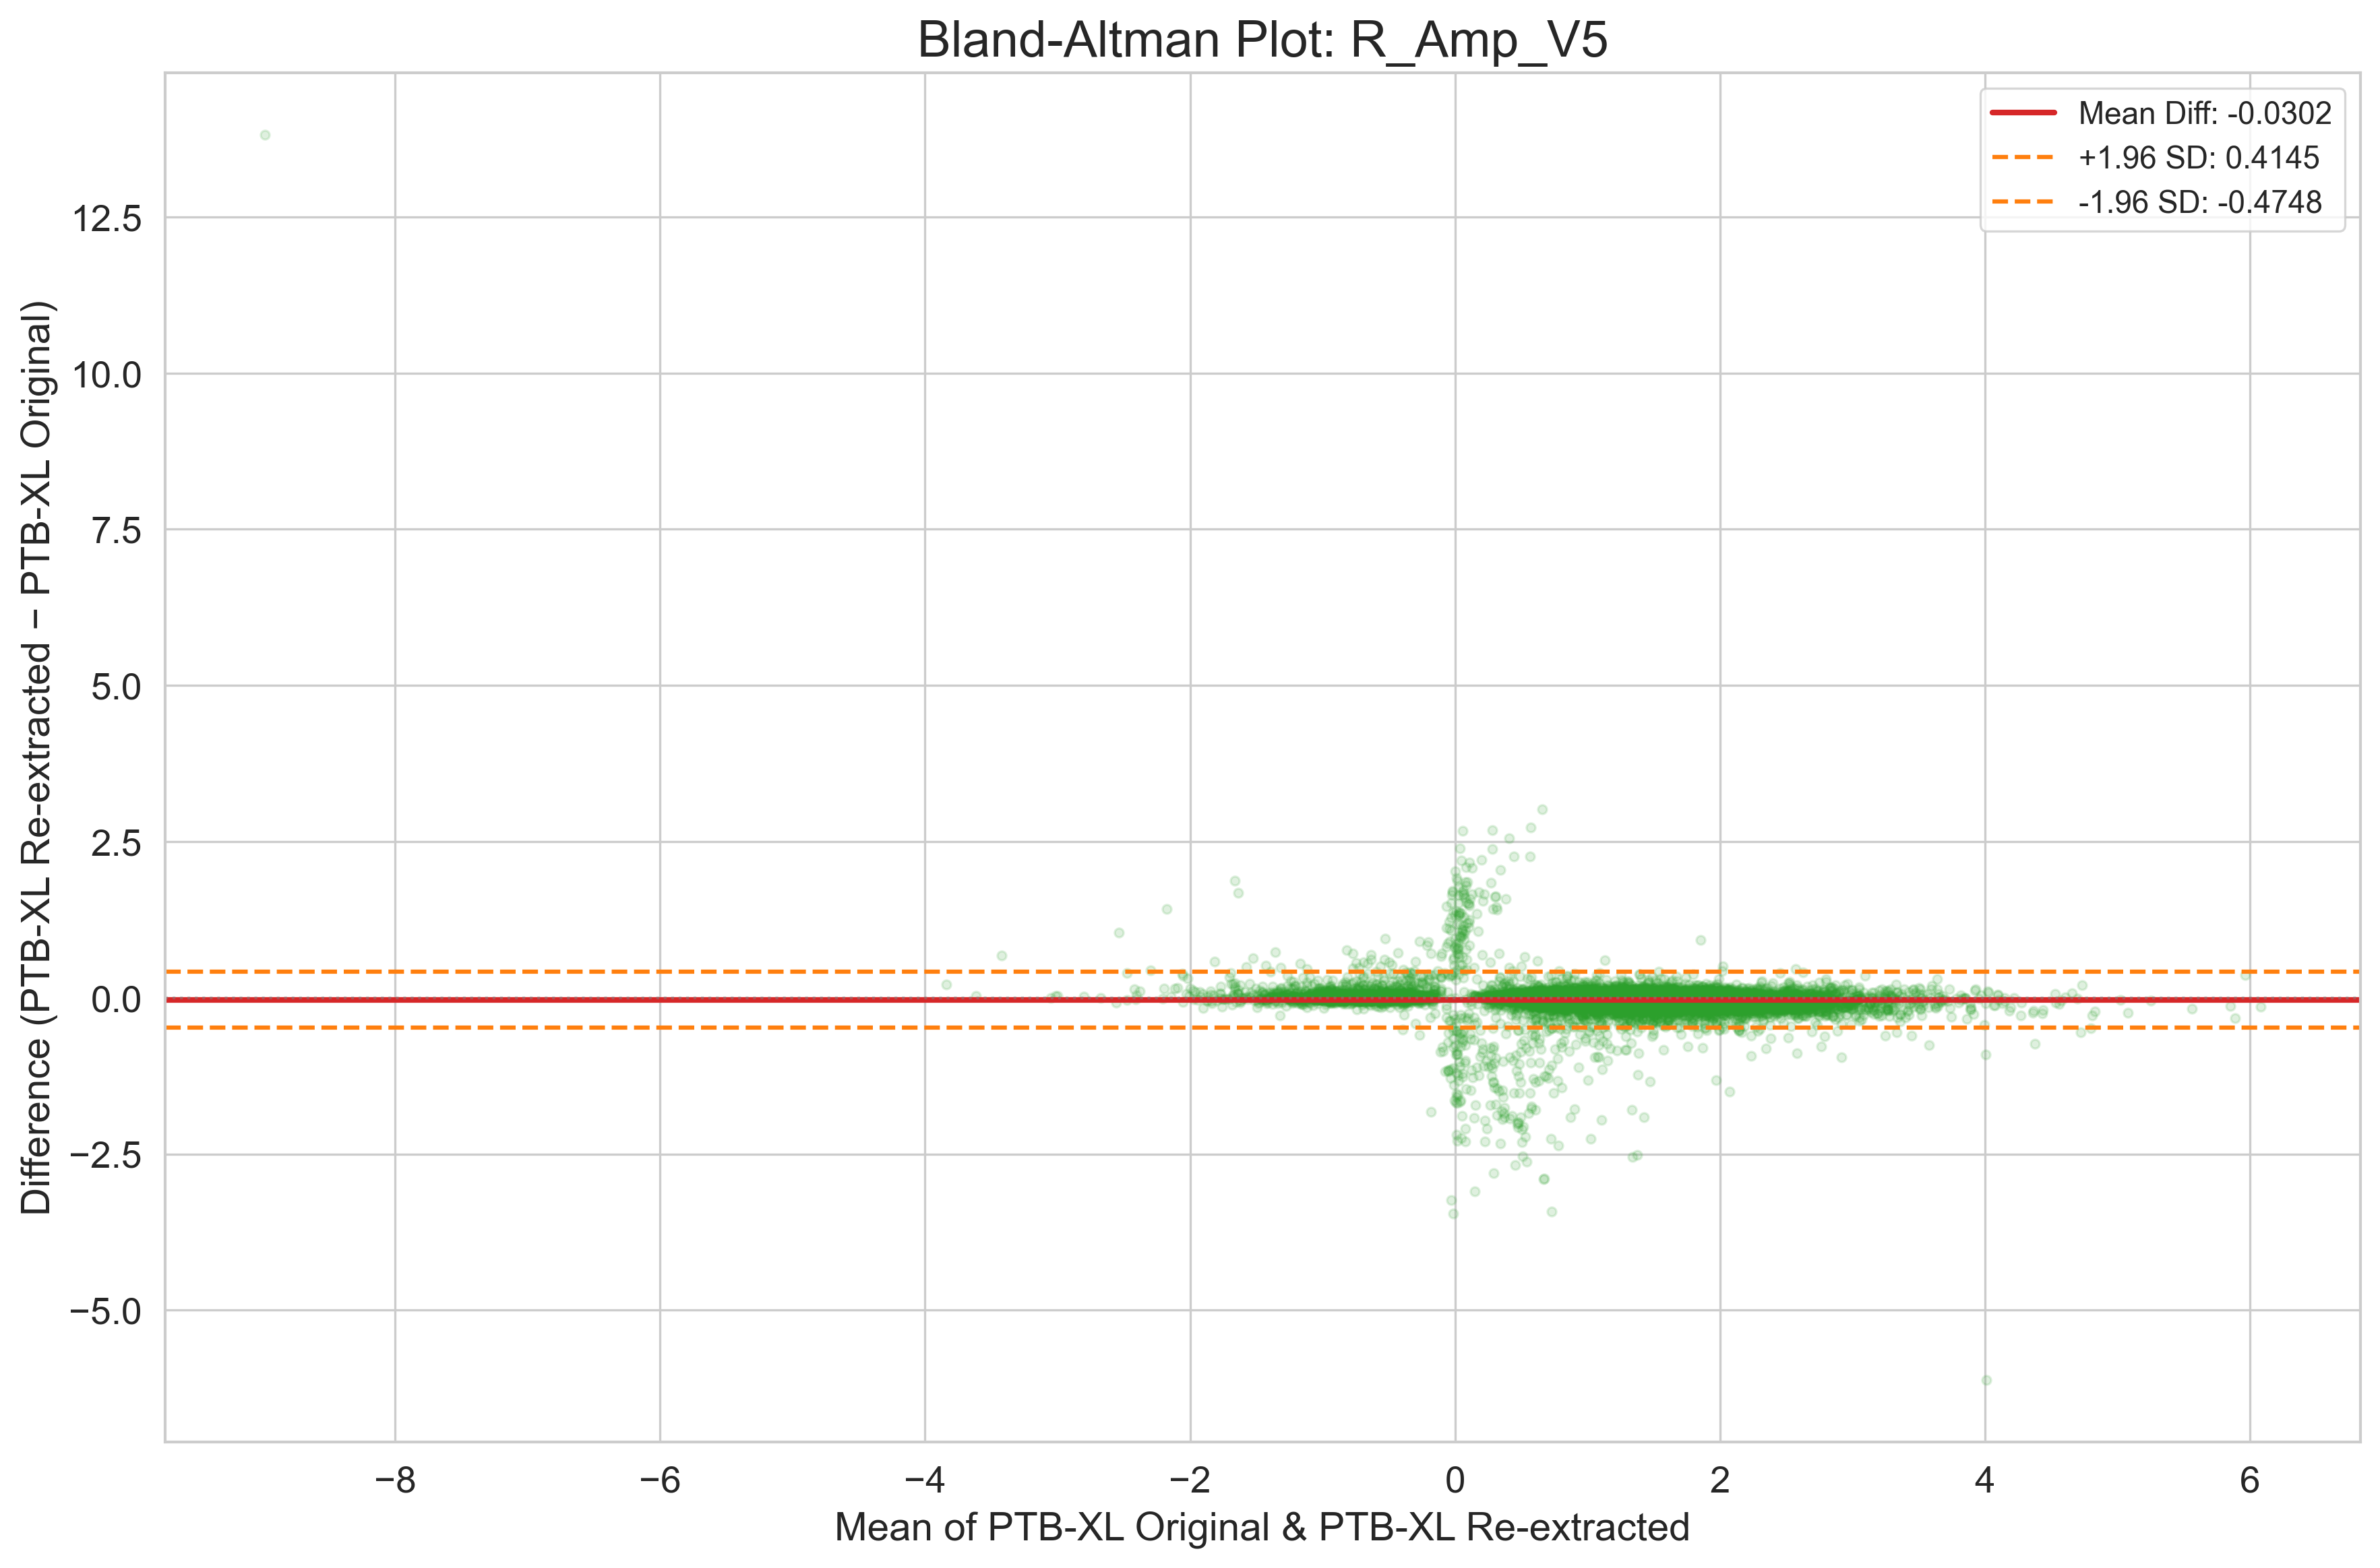 Bland-Altman Plot: R_Amp_V5
Mean Diff: -0.0302
+1.96 SD: 0.4145
-1.96 SD: -0.4748
Difference (PTB-XL Re-extracted − PTB-XL Original)
12.5
10.0
7.5
5.0
2.5
0.0
−2.5
−5.0
−8
−6
−4
−2
0
2
4
6
Mean of PTB-XL Original & PTB-XL Re-extracted